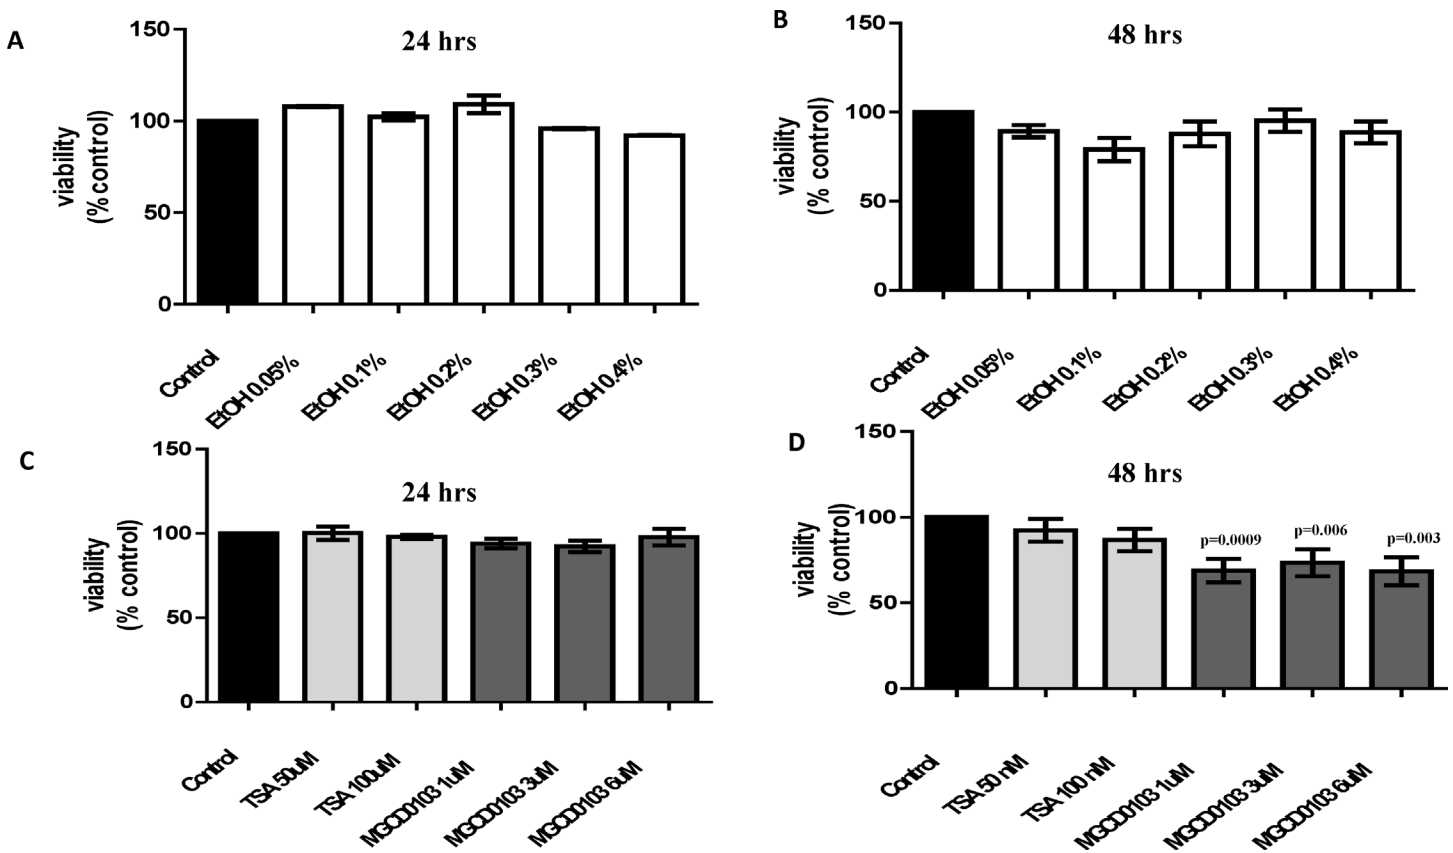 A
24 hrs
viability
(% control)
150
100
50
0
Control
EtOH 0.05%
EtOH 0.1%
EtOH 0.2%
EtOH 0.3%
EtOH 0.4%
B
48 hrs
viability
(% control)
150
100
50
0
Control
EtOH 0.05%
EtOH 0.1%
EtOH 0.2%
EtOH 0.3%
EtOH 0.4%
C
24 hrs
viability
(% control)
150
100
50
0
Control
TSA 50uM
TSA 100uM
MGCD0103 1uM
MGCD0103 3uM
MGCD0103 6uM
D
48 hrs
viability
(% control)
150
100
50
0
p=0.0009
p=0.006
p=0.003
Control
TSA 50 nM
TSA 100 nM
MGCD0103 1uM
MGCD0103 3uM
MGCD0103 6uM